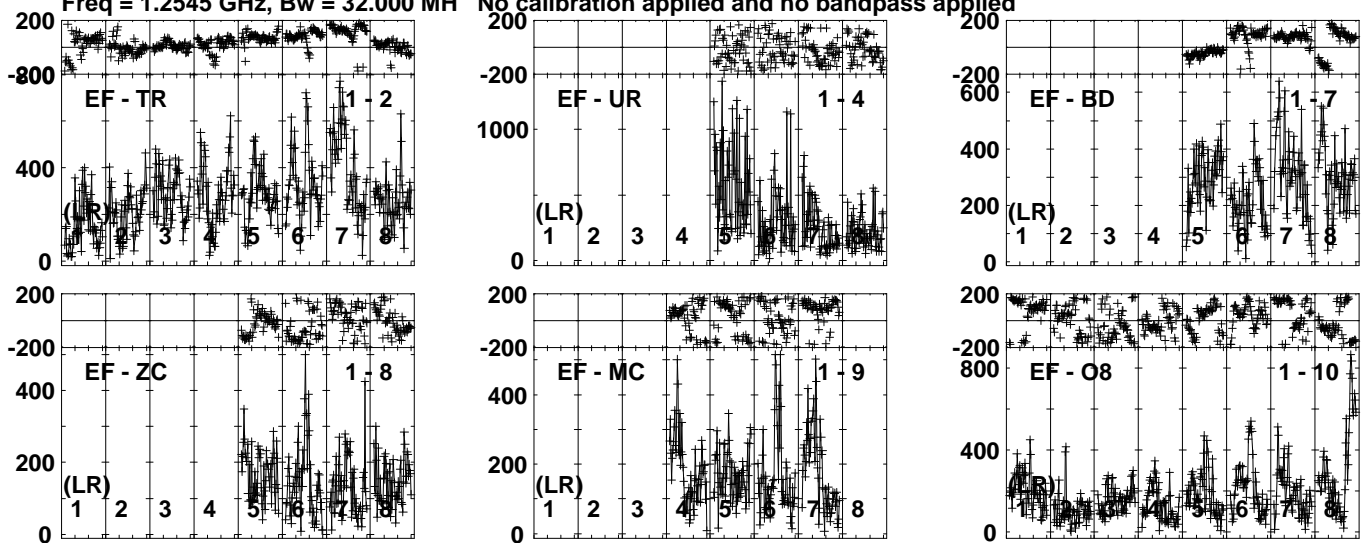 Freq = 1.2545 GHz, Bw = 32.000 MH No calibration applied and no bandpass applied
200
-200
800
EF - TR 1 - 2
400
(LR)
0
1 2 3 4 5 6 7 8
200
-200
EF - UR 1 - 4
1000
(LR)
0
1 2 3 4 5 6 7 8
200
-200
600
EF - BD 1 - 7
400
200
(LR)
0
1 2 3 4 5 6 7 8
200
-200
EF - ZC 1 - 8
400
200
(LR)
0
1 2 3 4 5 6 7 8
200
-200
EF - MC 1 - 9
400
200
(LR)
0
1 2 3 4 5 6 7 8
200
-200
800
EF - O8 1 - 10
400
(LR)
0
1 2 3 4 5 6 7 8